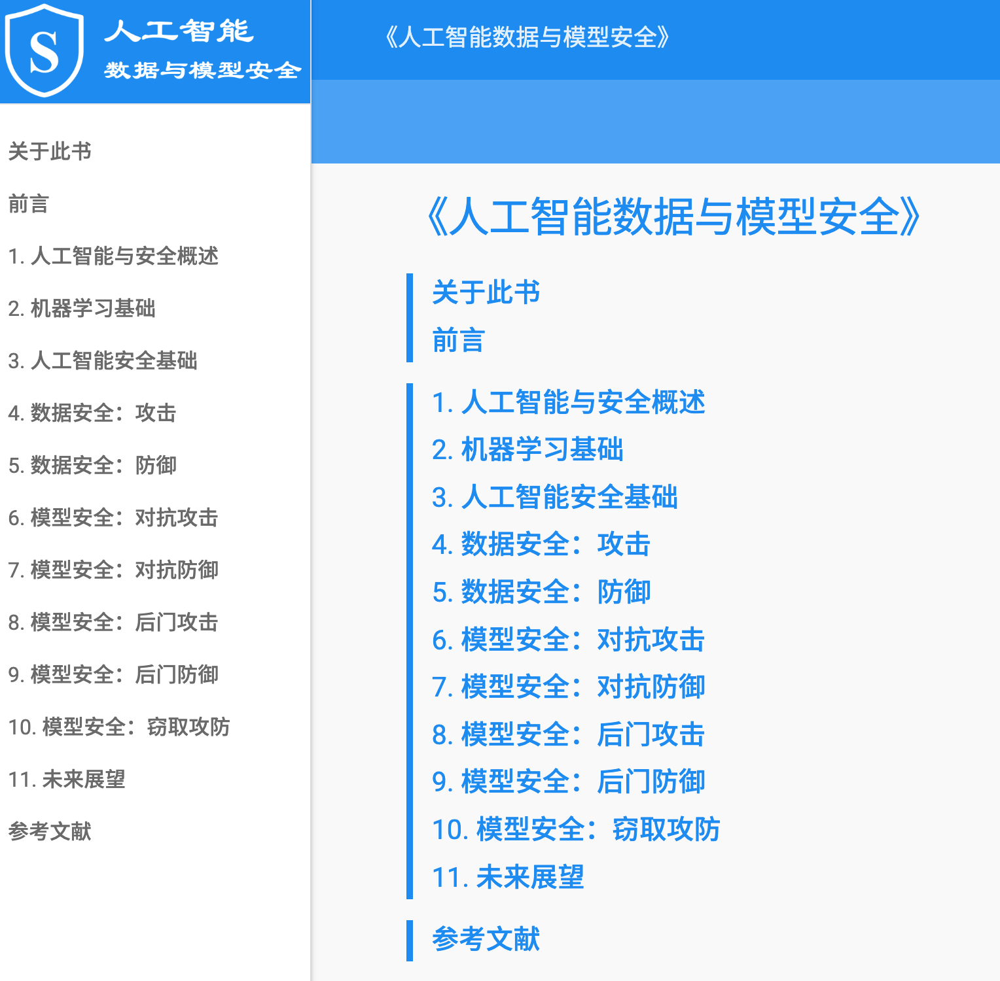 S
人工智能
数据与模型安全
关于此书
前言
1. 人工智能与安全概述
2. 机器学习基础
3. 人工智能安全基础
4. 数据安全：攻击
5. 数据安全：防御
6. 模型安全：对抗攻击
7. 模型安全：对抗防御
8. 模型安全：后门攻击
9. 模型安全：后门防御
10. 模型安全：窃取攻防
11. 未来展望
参考文献
《人工智能数据与模型安全》
《人工智能数据与模型安全》
关于此书
前言
1. 人工智能与安全概述
2. 机器学习基础
3. 人工智能安全基础
4. 数据安全：攻击
5. 数据安全：防御
6. 模型安全：对抗攻击
7. 模型安全：对抗防御
8. 模型安全：后门攻击
9. 模型安全：后门防御
10. 模型安全：窃取攻防
11. 未来展望
参考文献